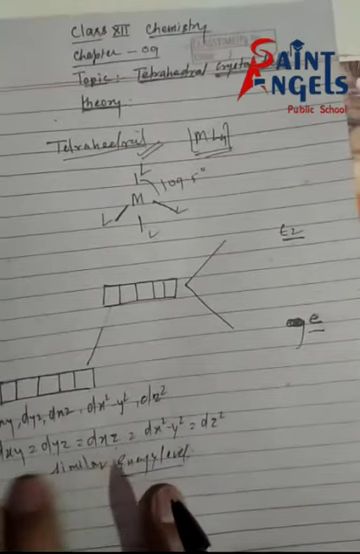 Class XII Chemistry
Chapter - 09
Topic: Tetrahedral Crystal
theory.
SAINT
ANGELS
Public School
Tetrahedral
[ML4]
L
109.5°
M
L
L
L
t2
e
dxy, dyz, dxz, dx²-y², dz²
dxy = dyz = dxz = dx²-y² = dz²
similar Energy level